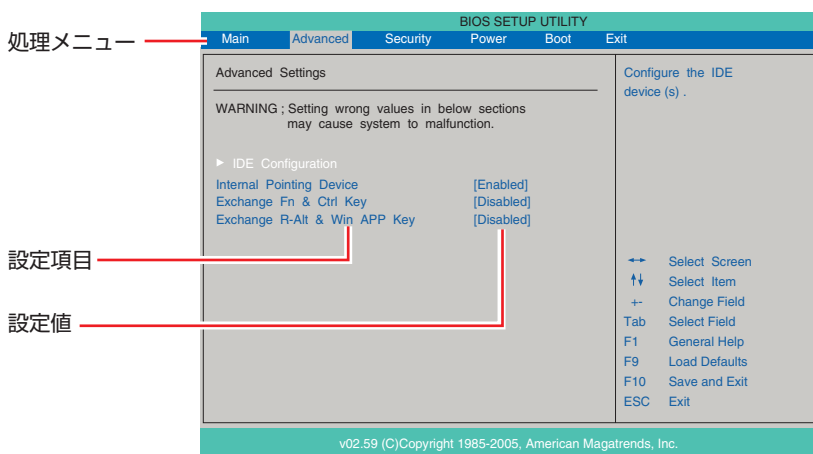 BIOS SETUP UTILITY
処理メニュー
Main Advanced Security Power Boot Exit
Advanced Settings
WARNING ; Setting wrong values in below sections
may cause system to malfunction.
► IDE Configuration
Internal Pointing Device [Enabled]
Exchange Fn & Ctrl Key [Disabled]
Exchange R-Alt & Win APP Key [Disabled]
設定項目
設定値
Configure the IDE
device (s) .
←→ Select Screen
↑↓ Select Item
+- Change Field
Tab Select Field
F1 General Help
F9 Load Defaults
F10 Save and Exit
ESC Exit
v02.59 (C)Copyright 1985-2005, American Magatrends, Inc.